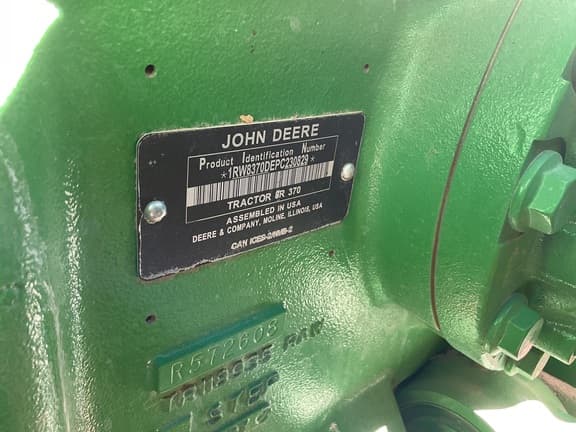 JOHN DEERE
Product Identification Number
*1RW8370DEPC230829*
TRACTOR 8R 370
ASSEMBLED IN USA
DEERE & COMPANY, MOLINE, ILLINOIS, USA
CAN ICES-2/NMB-2
R572608